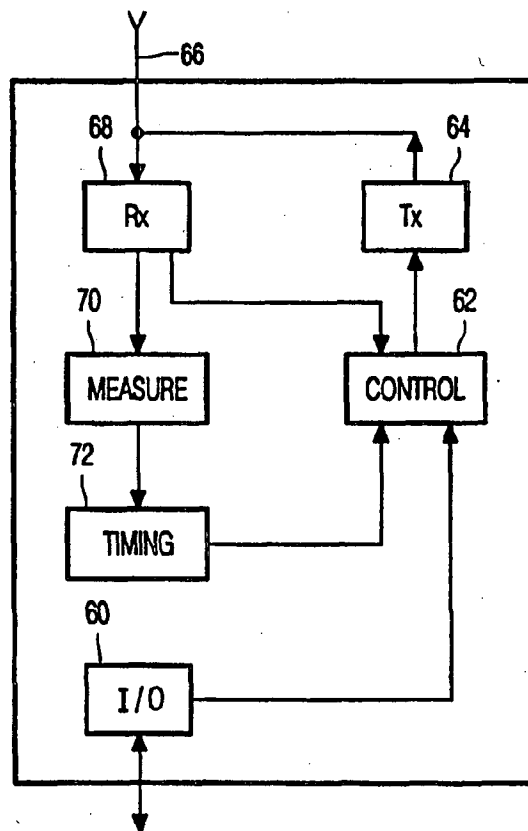 66
68
64
Rx
Tx
70
62
MEASURE
CONTROL
72
TIMING
60
I/O